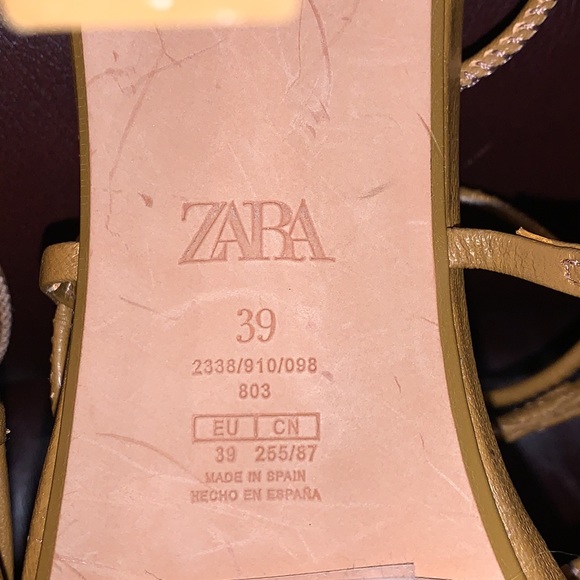 ZARA
39
2338/910/098
803
EU CN
39 255/87
MADE IN SPAIN
HECHO EN ESPAÑA